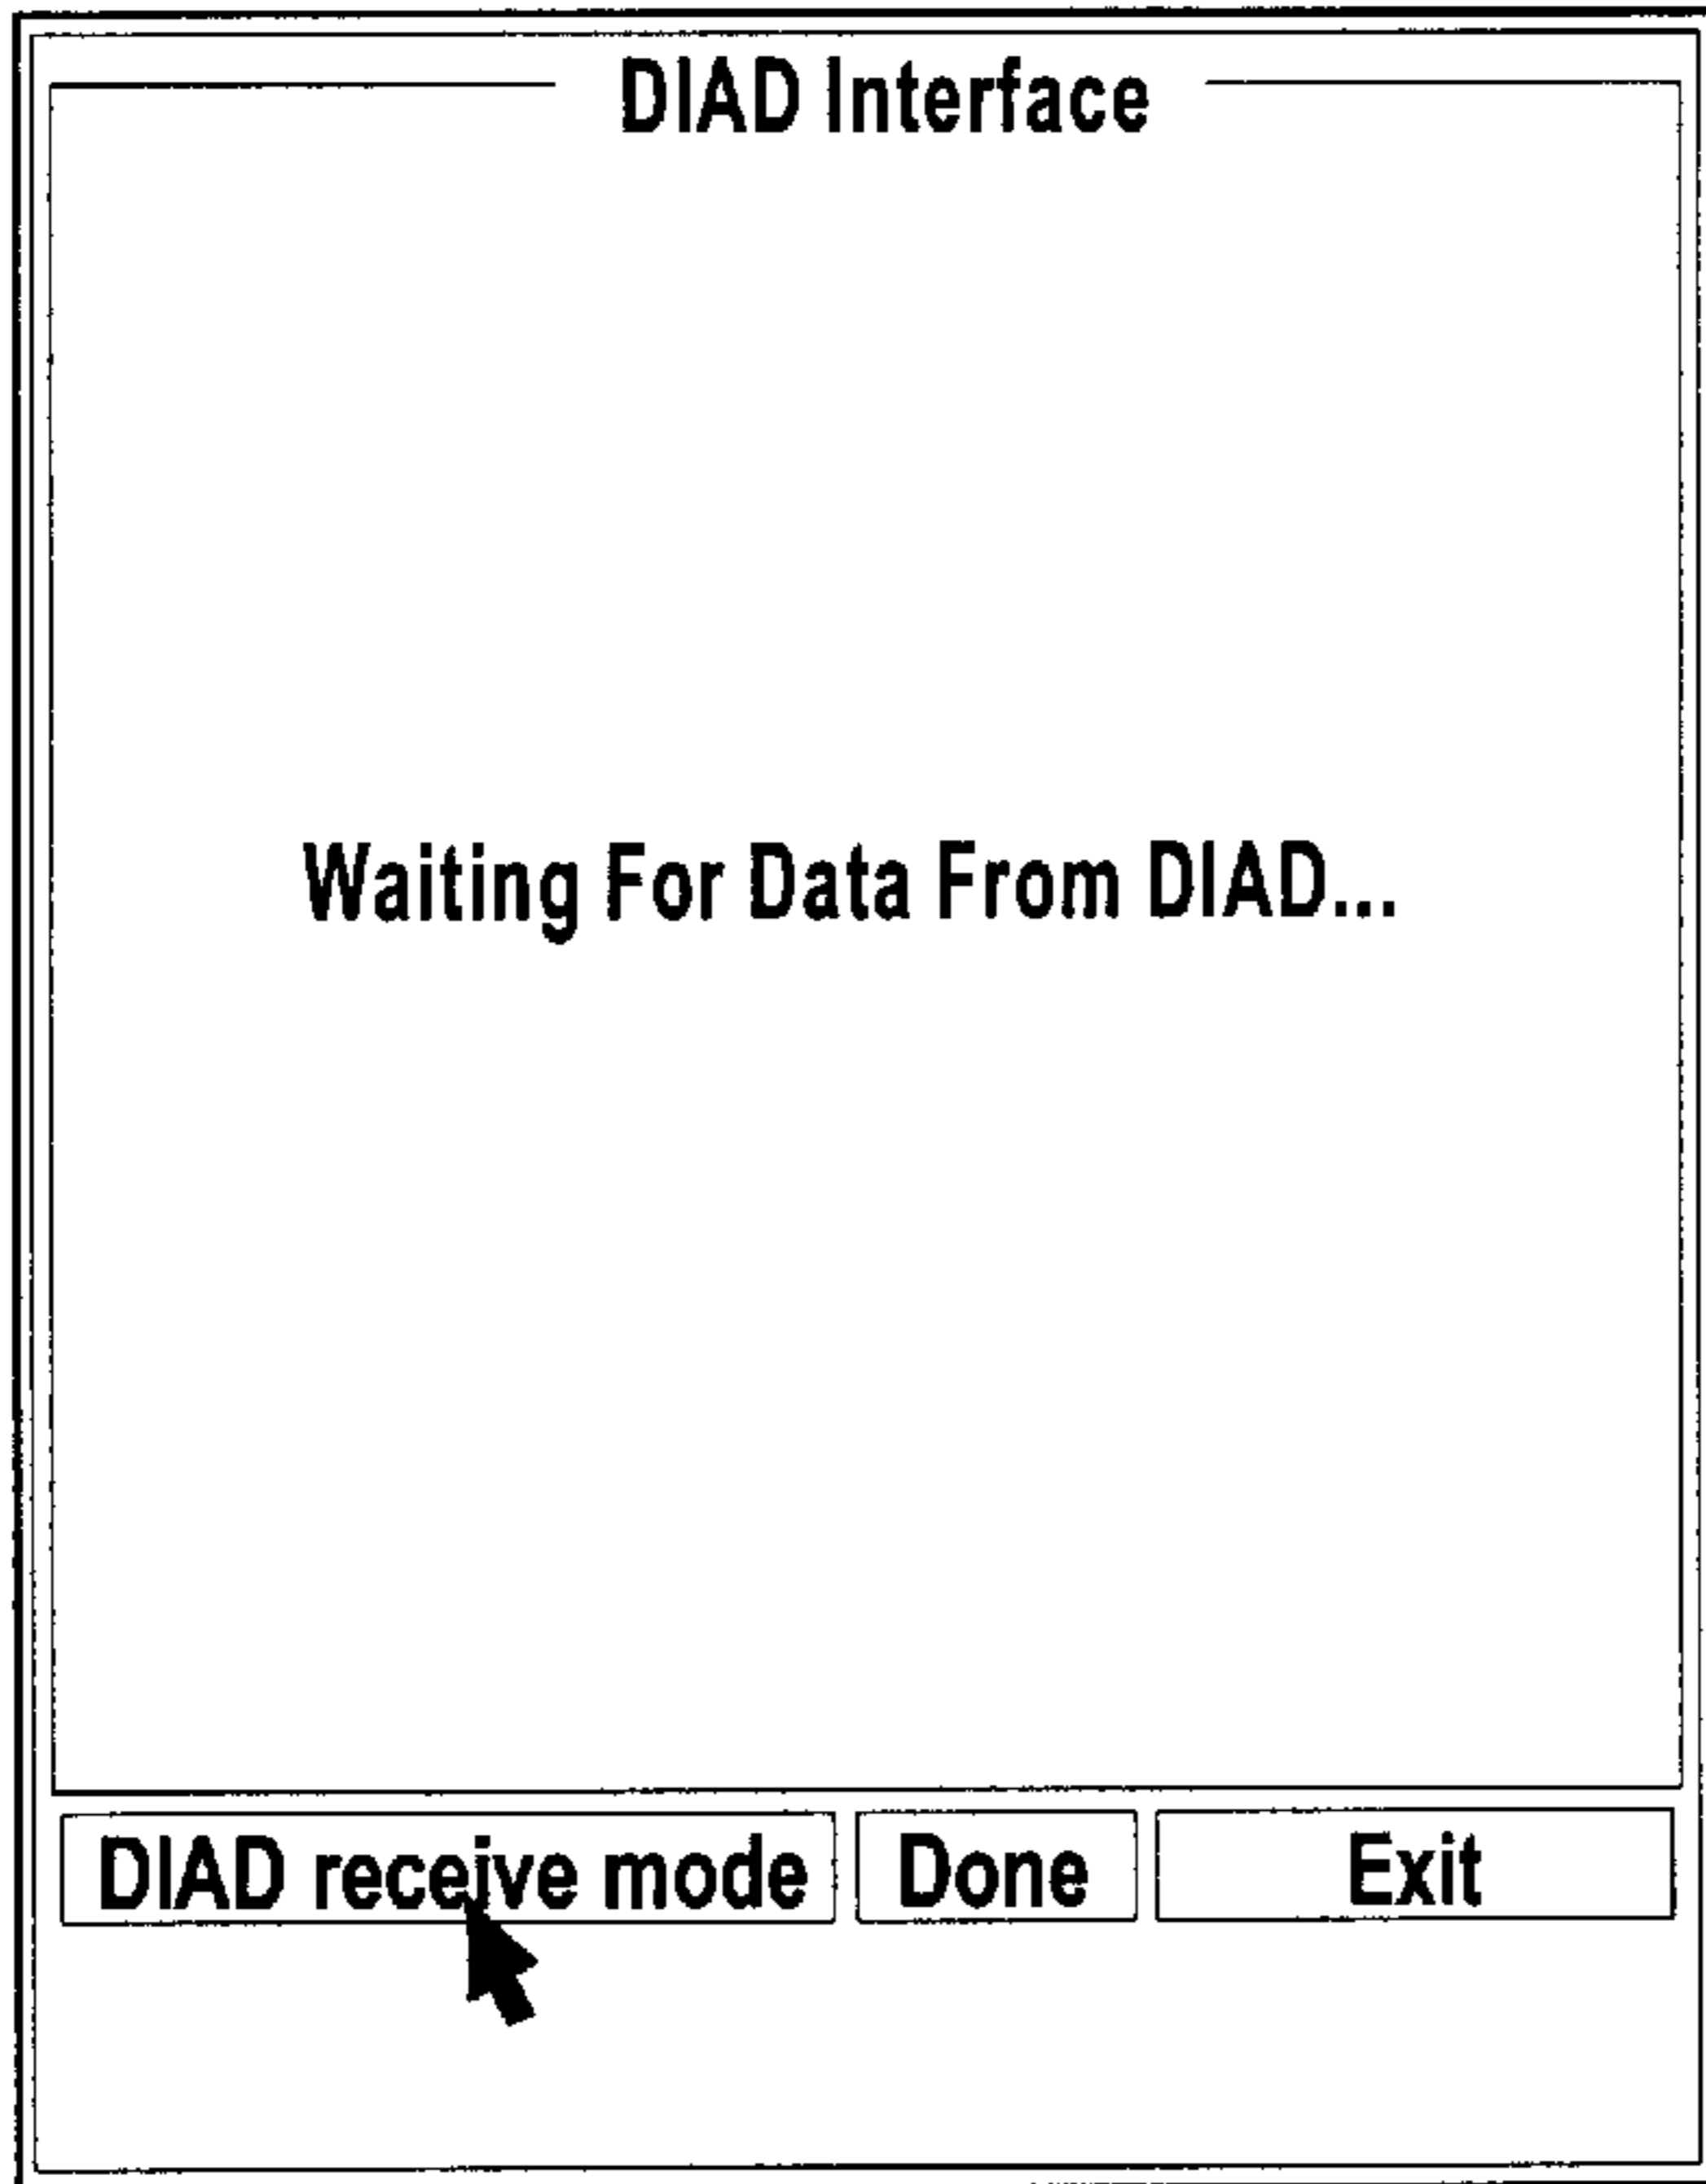 DIAD Interface
Waiting For Data From DIAD...
DIAD receive mode Done Exit